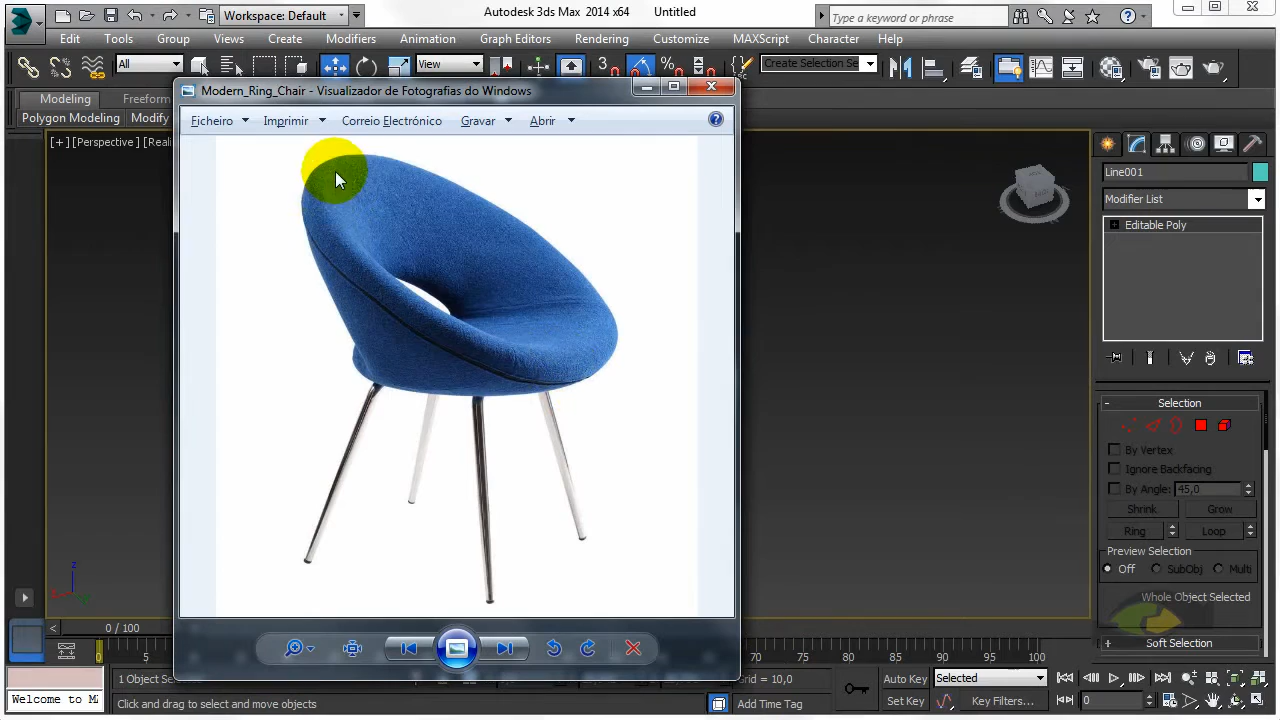 Workspace: Default
Autodesk 3ds Max 2014 x64 Untitled
Type a keyword or phrase
Edit Tools Group Views Create Modifiers Animation Graph Editors Rendering Customize MAXScript Character Help
All
View
3
Create Selection Se
Modeling Freeform
Polygon Modeling Modify
Modern_Ring_Chair - Visualizador de Fotografias do Windows
Ficheiro Imprimir Correio Electrónico Gravar Abrir
[+] [Perspective] [Reali
Line001
Modifier List
Editable Poly
Selection
By Vertex
Ignore Backfacing
By Angle: 45,0
Shrink Grow
Ring Loop
Preview Selection
Off SubObj Multi
Whole Object Selected
Soft Selection
z
0 / 100
5 70 75 80 85 90 95 100
1 Object Se
Grid = 10,0
Auto Key Selected
Welcome to MA
Click and drag to select and move objects
Add Time Tag
Set Key Key Filters... 0